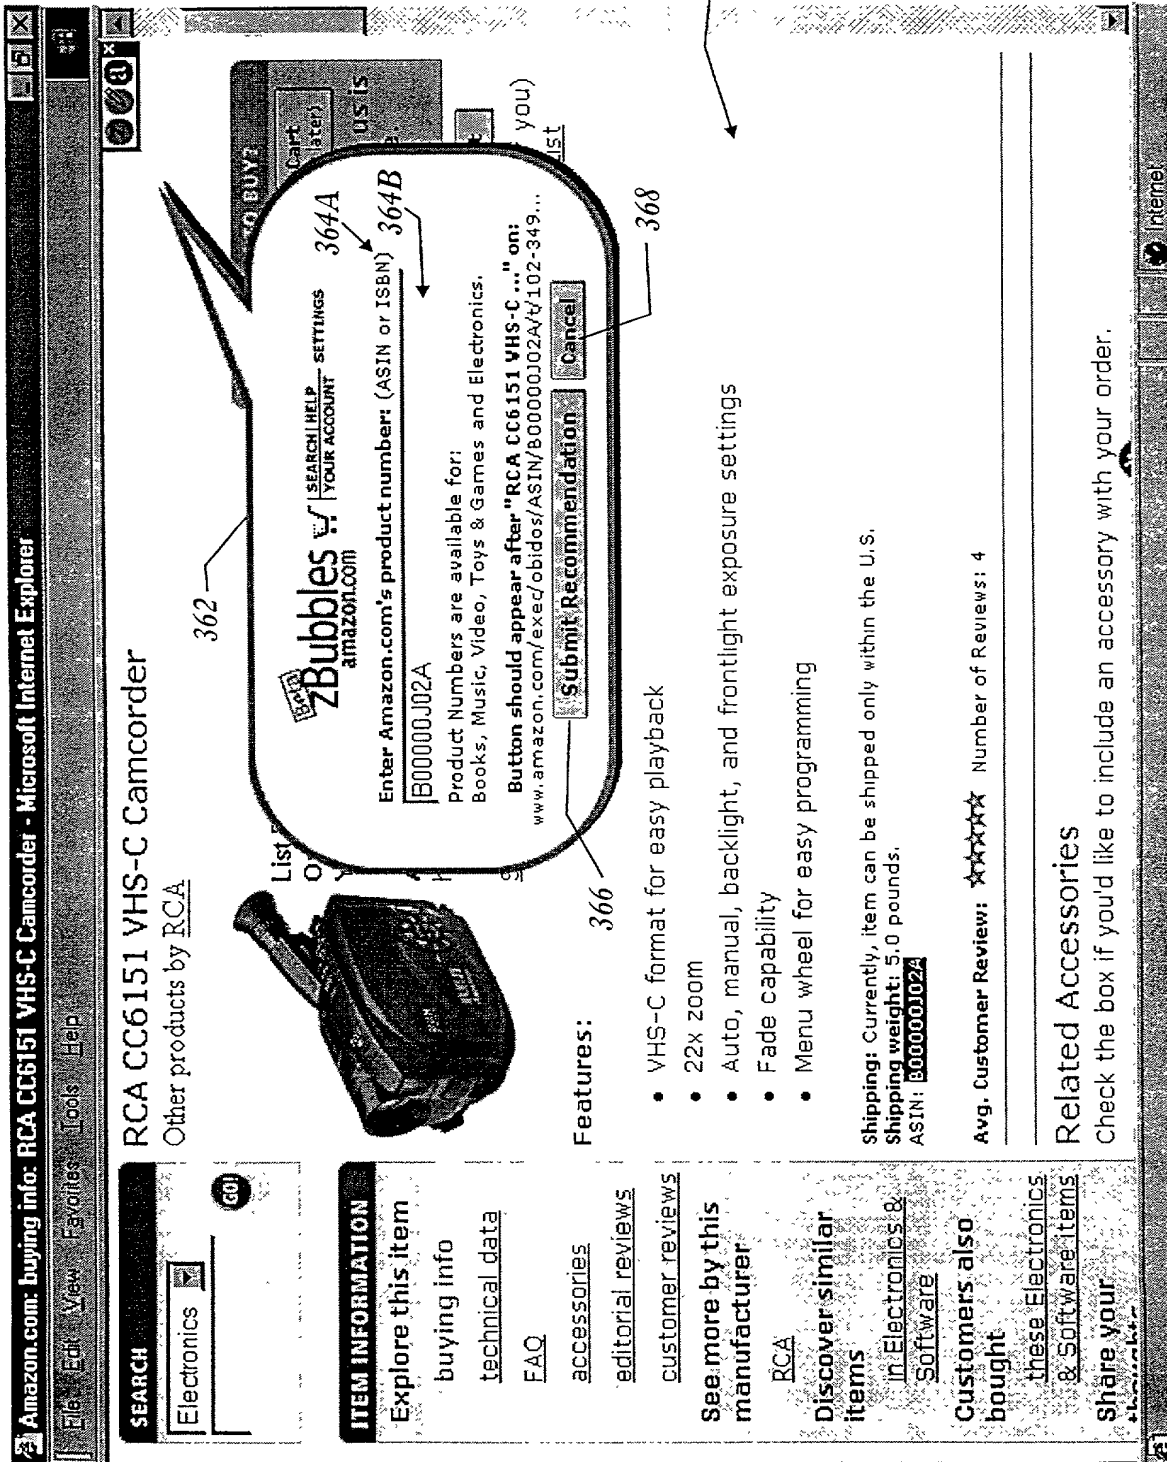 Amazon.com: buying info: RCA CC6151 VHS-C Camcorder - Microsoft Internet Explorer
File Edit View Favorites Tools Help
SEARCH
Electronics
GO!
ITEM INFORMATION
Explore this item
buying info
technical data
FAQ
accessories
editorial reviews
customer reviews
See more by this
manufacturer
RCA
Discover similar
items
in Electronics &
Software
Customers also
bought
these Electronics
& Software items
Share your
RCA CC6151 VHS-C Camcorder
Other products by RCA
List
O BUY?
Cart
later)
us is
you)
ist
362
Beta
zBubbles
amazon.com
SEARCH | HELP
YOUR ACCOUNT
SETTINGS
364A
Enter Amazon.com's product number: (ASIN or ISBN)
364B
B00000J02A
Product Numbers are available for:
Books, Music, Video, Toys & Games and Electronics.
Button should appear after "RCA CC6151 VHS-C ..." on:
www.amazon.com/exec/obidos/ASIN/B00000J02A/t/102-349...
Submit Recommendation
Cancel
366
368
Features:
• VHS-C format for easy playback
• 22x zoom
• Auto, manual, backlight, and frontlight exposure settings
• Fade capability
• Menu wheel for easy programming
Shipping: Currently, item can be shipped only within the U.S.
Shipping weight: 5.0 pounds.
ASIN: B00000J02A
Avg. Customer Review: Number of Reviews: 4
Related Accessories
Check the box if you'd like to include an accessory with your order.
Internet